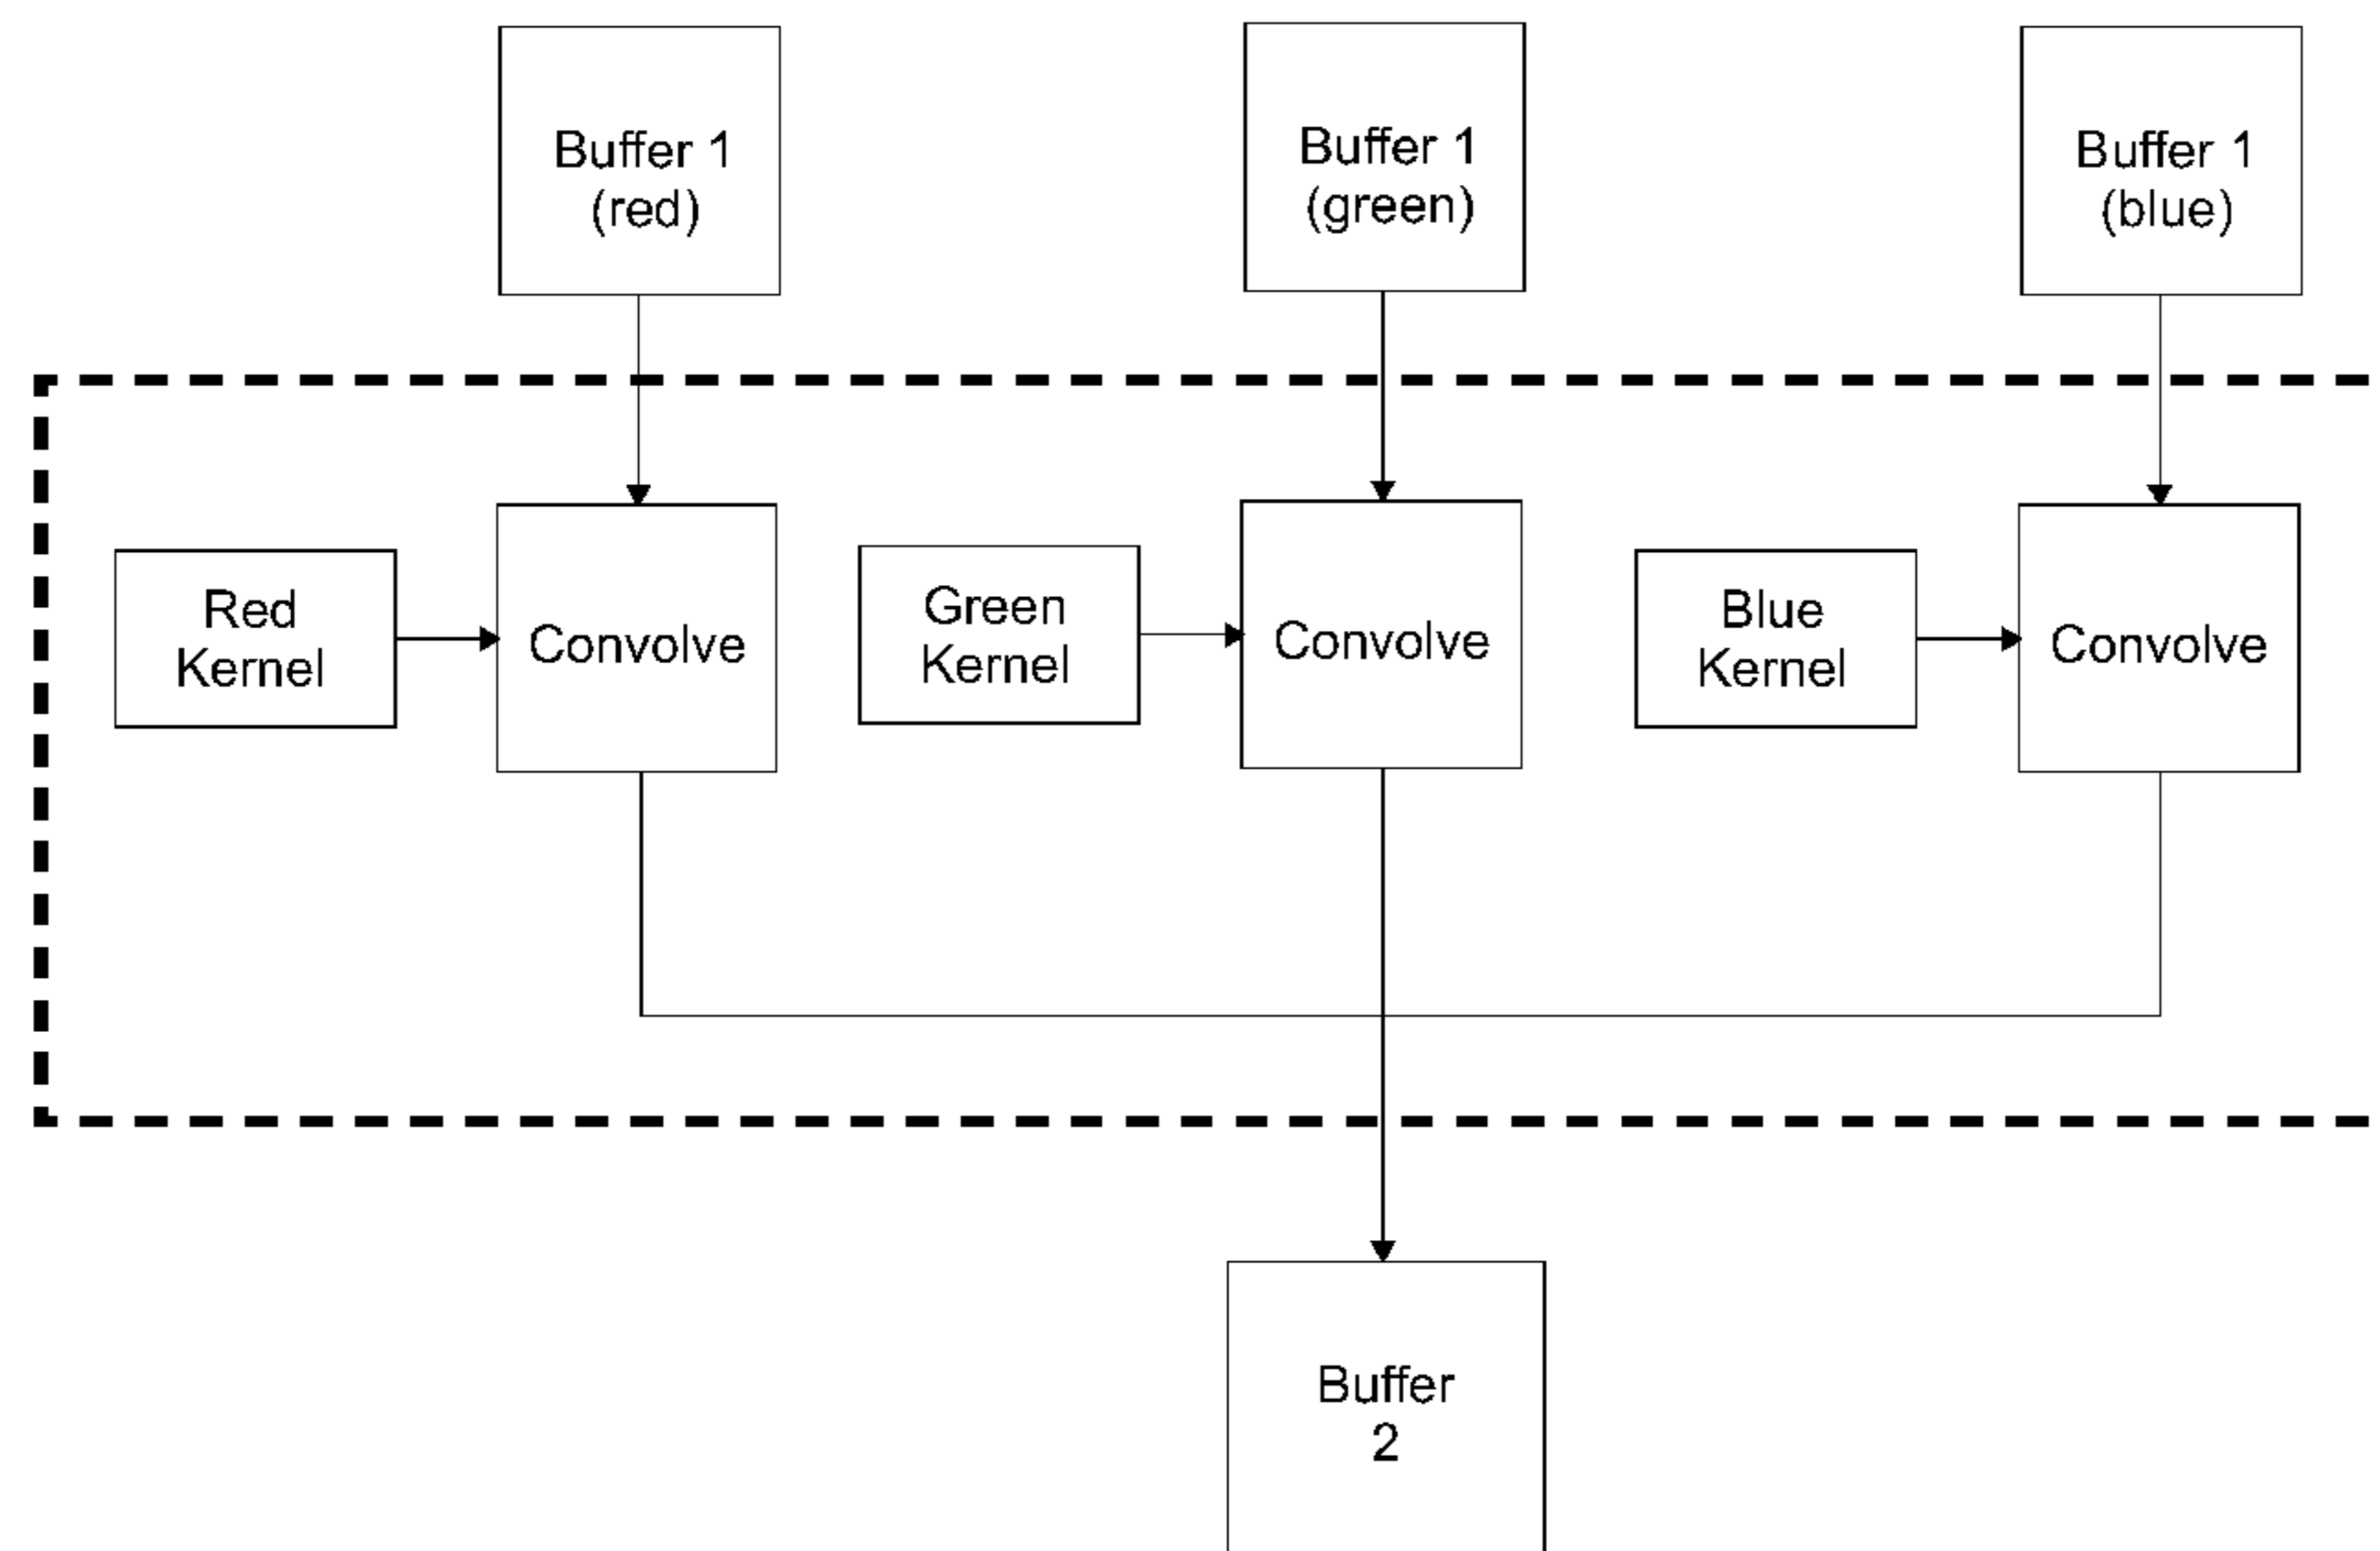 Buffer 1
(red)
Buffer 1
(green)
Buffer 1
(blue)
Red
Kernel
Convolve
Green
Kernel
Convolve
Blue
Kernel
Convolve
Buffer
2